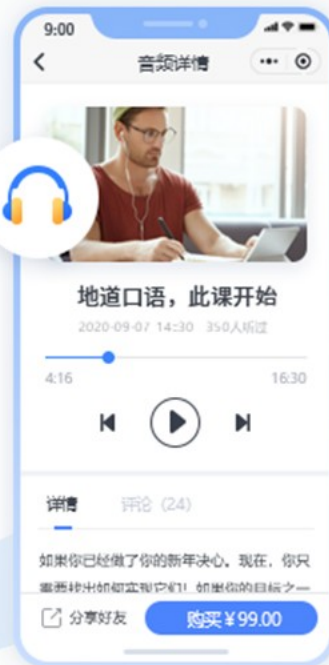 9:00
音频详情
地道口语，此课开始
2020-09-07 14:30 350人听过
4:16
16:30
详情
评论（24）
如果你已经做了你的新年决心。现在，你只
需要找出如何实现它们！如果你的目标之一
分享好友
购买￥99.00